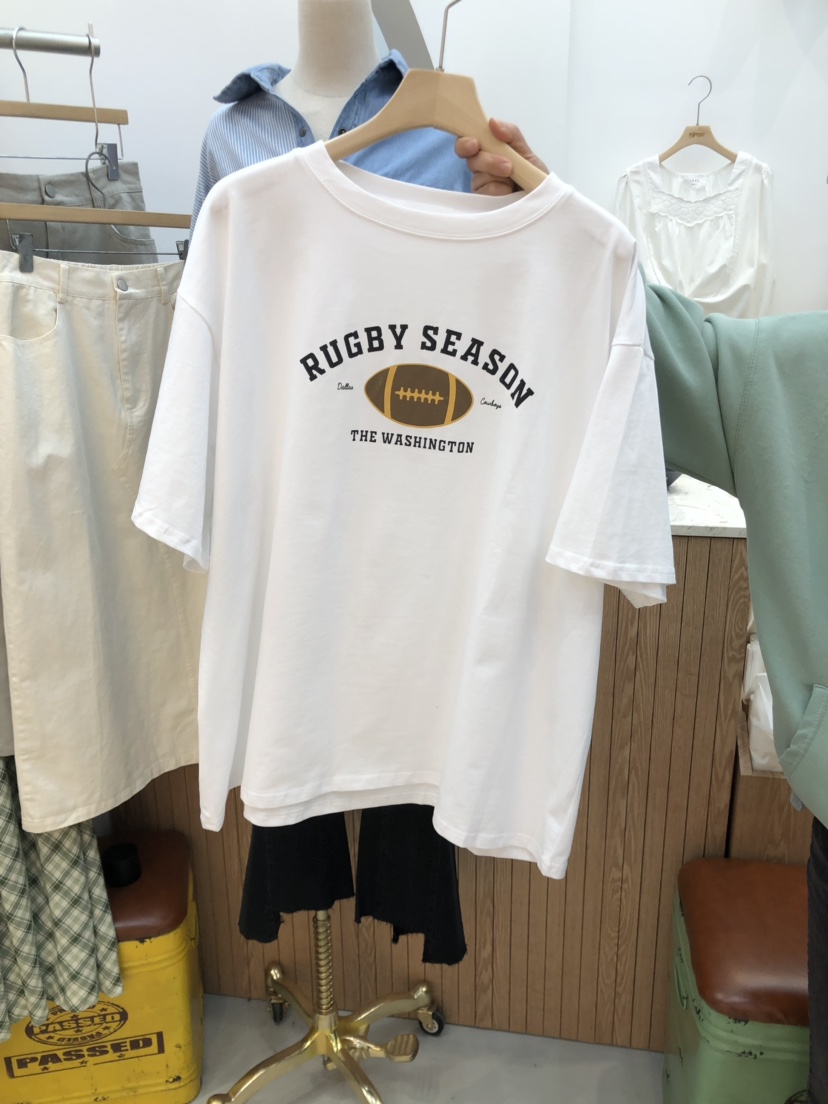 RUGBY SEASON
Dallas
Cowboys
THE WASHINGTON
PASSED
PASSED